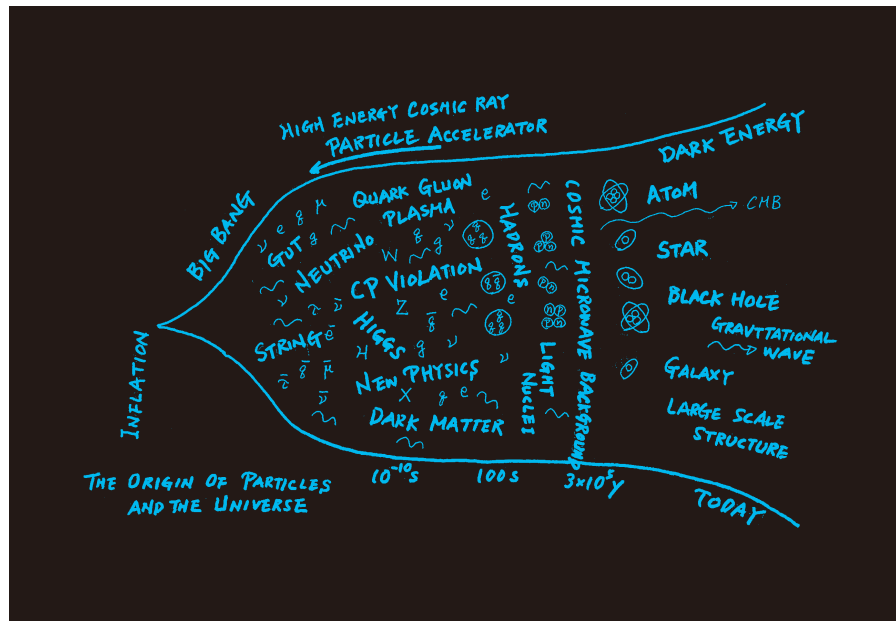 HIGH ENERGY COSMIC RAY
PARTICLE ACCELERATOR
DARK ENERGY
BIG BANG
INFLATION
GUT
NEUTRINO
STRING
QUARK GLUON
PLASMA
CP VIOLATION
HIGGS
NEW PHYSICS
DARK MATTER
HADRONS
LIGHT
NUCLEI
COSMIC MICROWAVE BACKGROUND
ATOM
CMB
STAR
BLACK HOLE
GRAVITATIONAL
WAVE
GALAXY
LARGE SCALE
STRUCTURE
10⁻¹⁰s
100s
3×10⁵Y
TODAY
THE ORIGIN OF PARTICLES
AND THE UNIVERSE
ν e q μ
g
W
e
Z
H
X